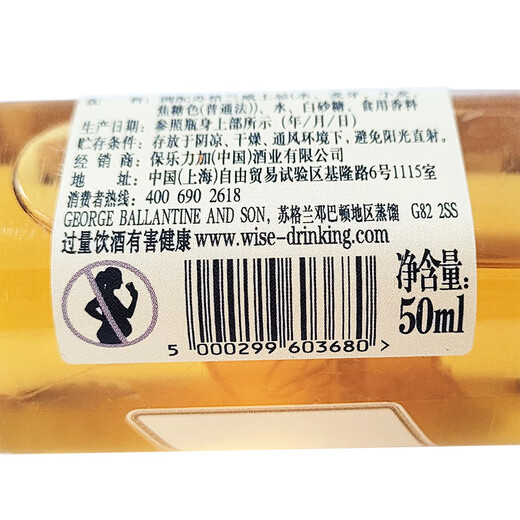 焦糖色(普通法))、水、白砂糖、食用香料
生产日期：参照瓶身上部所示（年/月/日）
贮存条件：存放于阴凉、干燥、通风环境下,避免阳光直射。
经销商：保乐力加(中国)酒业有限公司
地址：中国(上海)自由贸易试验区基隆路6号1115室
消费者热线：400 690 2618
GEORGE BALLANTINE AND SON, 苏格兰邓巴顿地区蒸馏 G82 2SS
过量饮酒有害健康 www.wise-drinking.com
净含量:
50ml
5 000299 603680 >